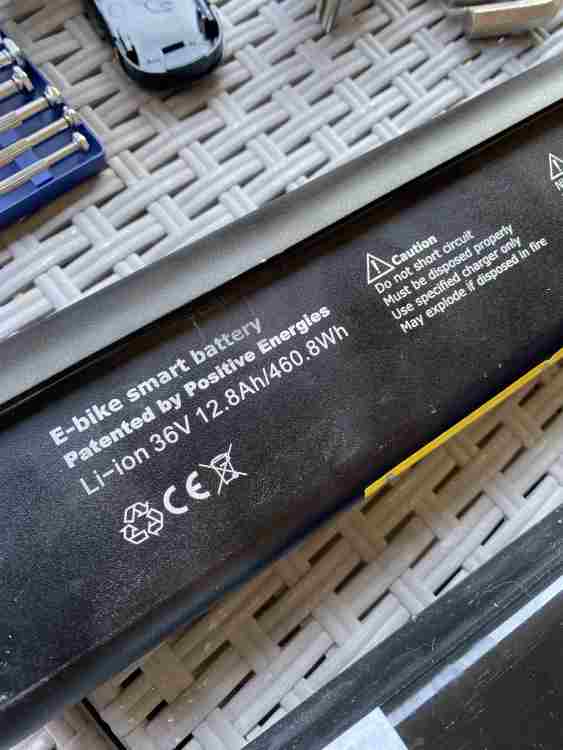 E-bike smart battery
Patented by Positive Energies
Li-ion 36V 12.8Ah/460.8Wh
CE
Caution
Do not short circuit
Must be disposed properly
Use specified charger only
May explode if disposed in fire